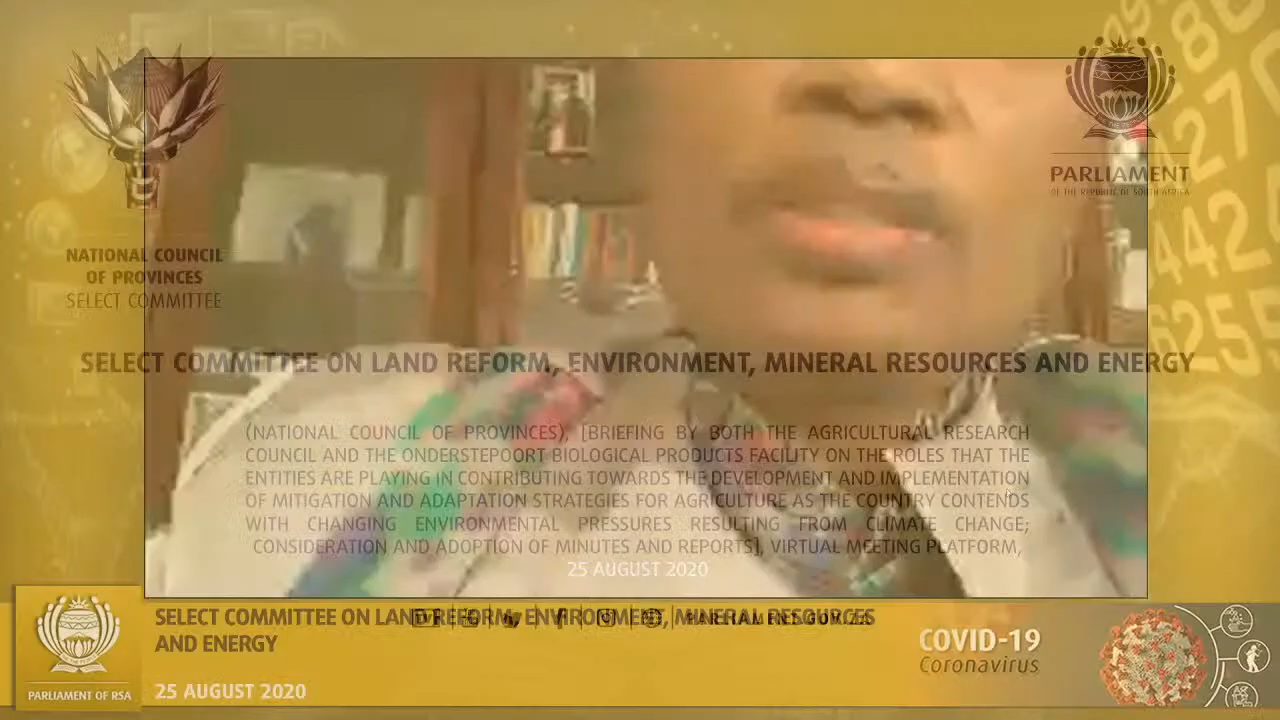 NATIONAL COUNCIL
OF PROVINCES
SELECT COMMITTEE
PARLIAMENT
OF THE REPUBLIC OF SOUTH AFRICA
SELECT COMMITTEE ON LAND REFORM, ENVIRONMENT, MINERAL RESOURCES AND ENERGY
(NATIONAL COUNCIL OF PROVINCES), [BRIEFING BY BOTH THE AGRICULTURAL RESEARCH
COUNCIL AND THE ONDERSTEPOORT BIOLOGICAL PRODUCTS FACILITY ON THE ROLES THAT THE
ENTITIES ARE PLAYING IN CONTRIBUTING TOWARDS THE DEVELOPMENT AND IMPLEMENTATION
OF MITIGATION AND ADAPTATION STRATEGIES FOR AGRICULTURE AS THE COUNTRY CONTENDS
WITH CHANGING ENVIRONMENTAL PRESSURES RESULTING FROM CLIMATE CHANGE;
CONSIDERATION AND ADOPTION OF MINUTES AND REPORTS], VIRTUAL MEETING PLATFORM,
25 AUGUST 2020
SELECT COMMITTEE ON LAND REFORM, ENVIRONMENT, MINERAL RESOURCES
AND ENERGY
25 AUGUST 2020
PARLIAMENT OF RSA
COVID-19
Coronavirus